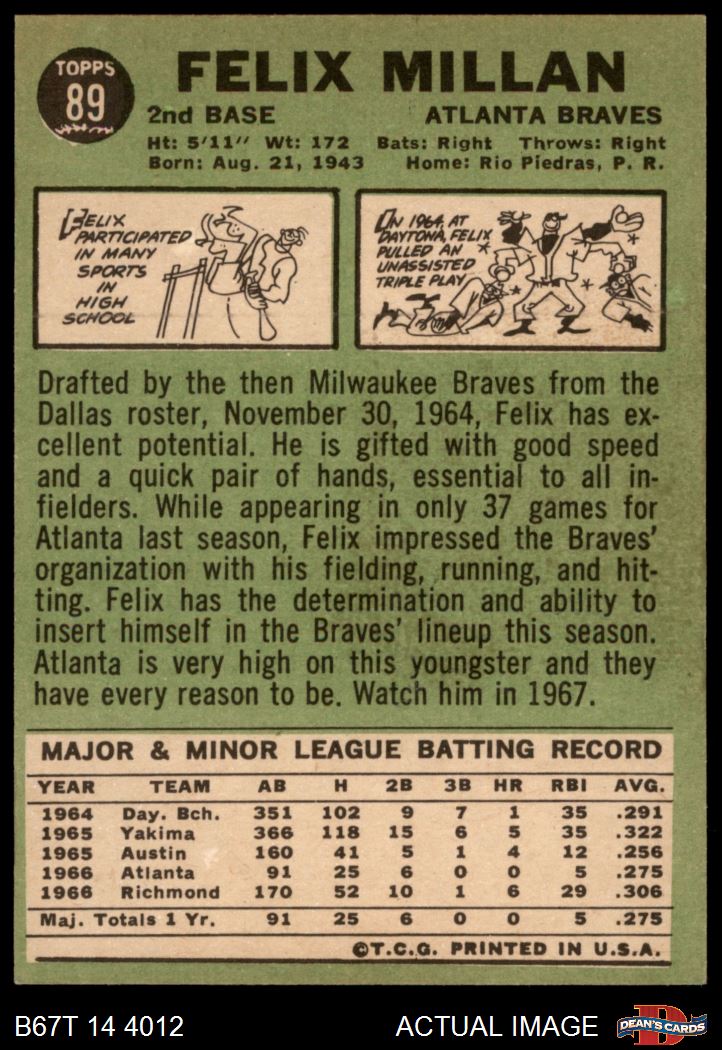 TOPPS
89
FELIX MILLAN
2nd BASE ATLANTA BRAVES
Ht: 5'11" Wt: 172 Bats: Right Throws: Right
Born: Aug. 21, 1943 Home: Rio Piedras, P. R.
FELIX
PARTICIPATED
IN MANY
SPORTS
IN
HIGH
SCHOOL
IN 1964, AT
DAYTONA, FELIX
PULLED AN
UNASSISTED
TRIPLE PLAY
Drafted by the then Milwaukee Braves from the
Dallas roster, November 30, 1964, Felix has ex-
cellent potential. He is gifted with good speed
and a quick pair of hands, essential to all in-
fielders. While appearing in only 37 games for
Atlanta last season, Felix impressed the Braves'
organization with his fielding, running, and hit-
ting. Felix has the determination and ability to
insert himself in the Braves' lineup this season.
Atlanta is very high on this youngster and they
have every reason to be. Watch him in 1967.
MAJOR & MINOR LEAGUE BATTING RECORD
YEAR TEAM AB H 2B 3B HR RBI AVG.
1964 Day. Bch. 351 102 9 7 1 35 .291
1965 Yakima 366 118 15 6 5 35 .322
1965 Austin 160 41 5 1 4 12 .256
1966 Atlanta 91 25 6 0 0 5 .275
1966 Richmond 170 52 10 1 6 29 .306
Maj. Totals 1 Yr. 91 25 6 0 0 5 .275
©T.C.G. PRINTED IN U.S.A.
B67T 14 4012 ACTUAL IMAGE D DEAN'S CARDS